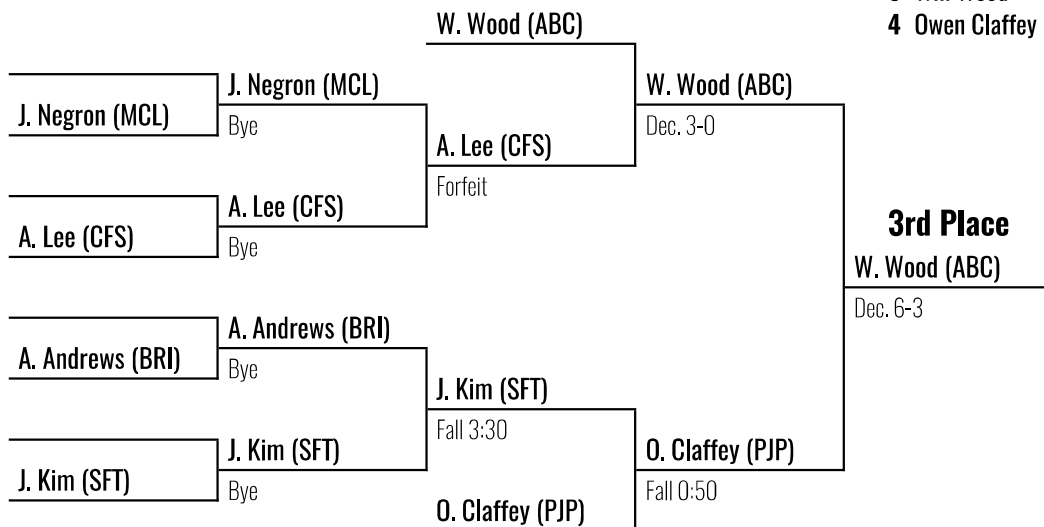 4 Owen Claffey
W. Wood (ABC)
J. Negron (MCL)
W. Wood (ABC)
J. Negron (MCL)
Bye
Dec. 3-0
A. Lee (CFS)
Forfeit
A. Lee (CFS)
A. Lee (CFS)
Bye
3rd Place
W. Wood (ABC)
Dec. 6-3
A. Andrews (BRI)
A. Andrews (BRI)
Bye
J. Kim (SFT)
Fall 3:30
J. Kim (SFT)
O. Claffey (PJP)
J. Kim (SFT)
Bye
Fall 0:50
O. Claffey (PJP)